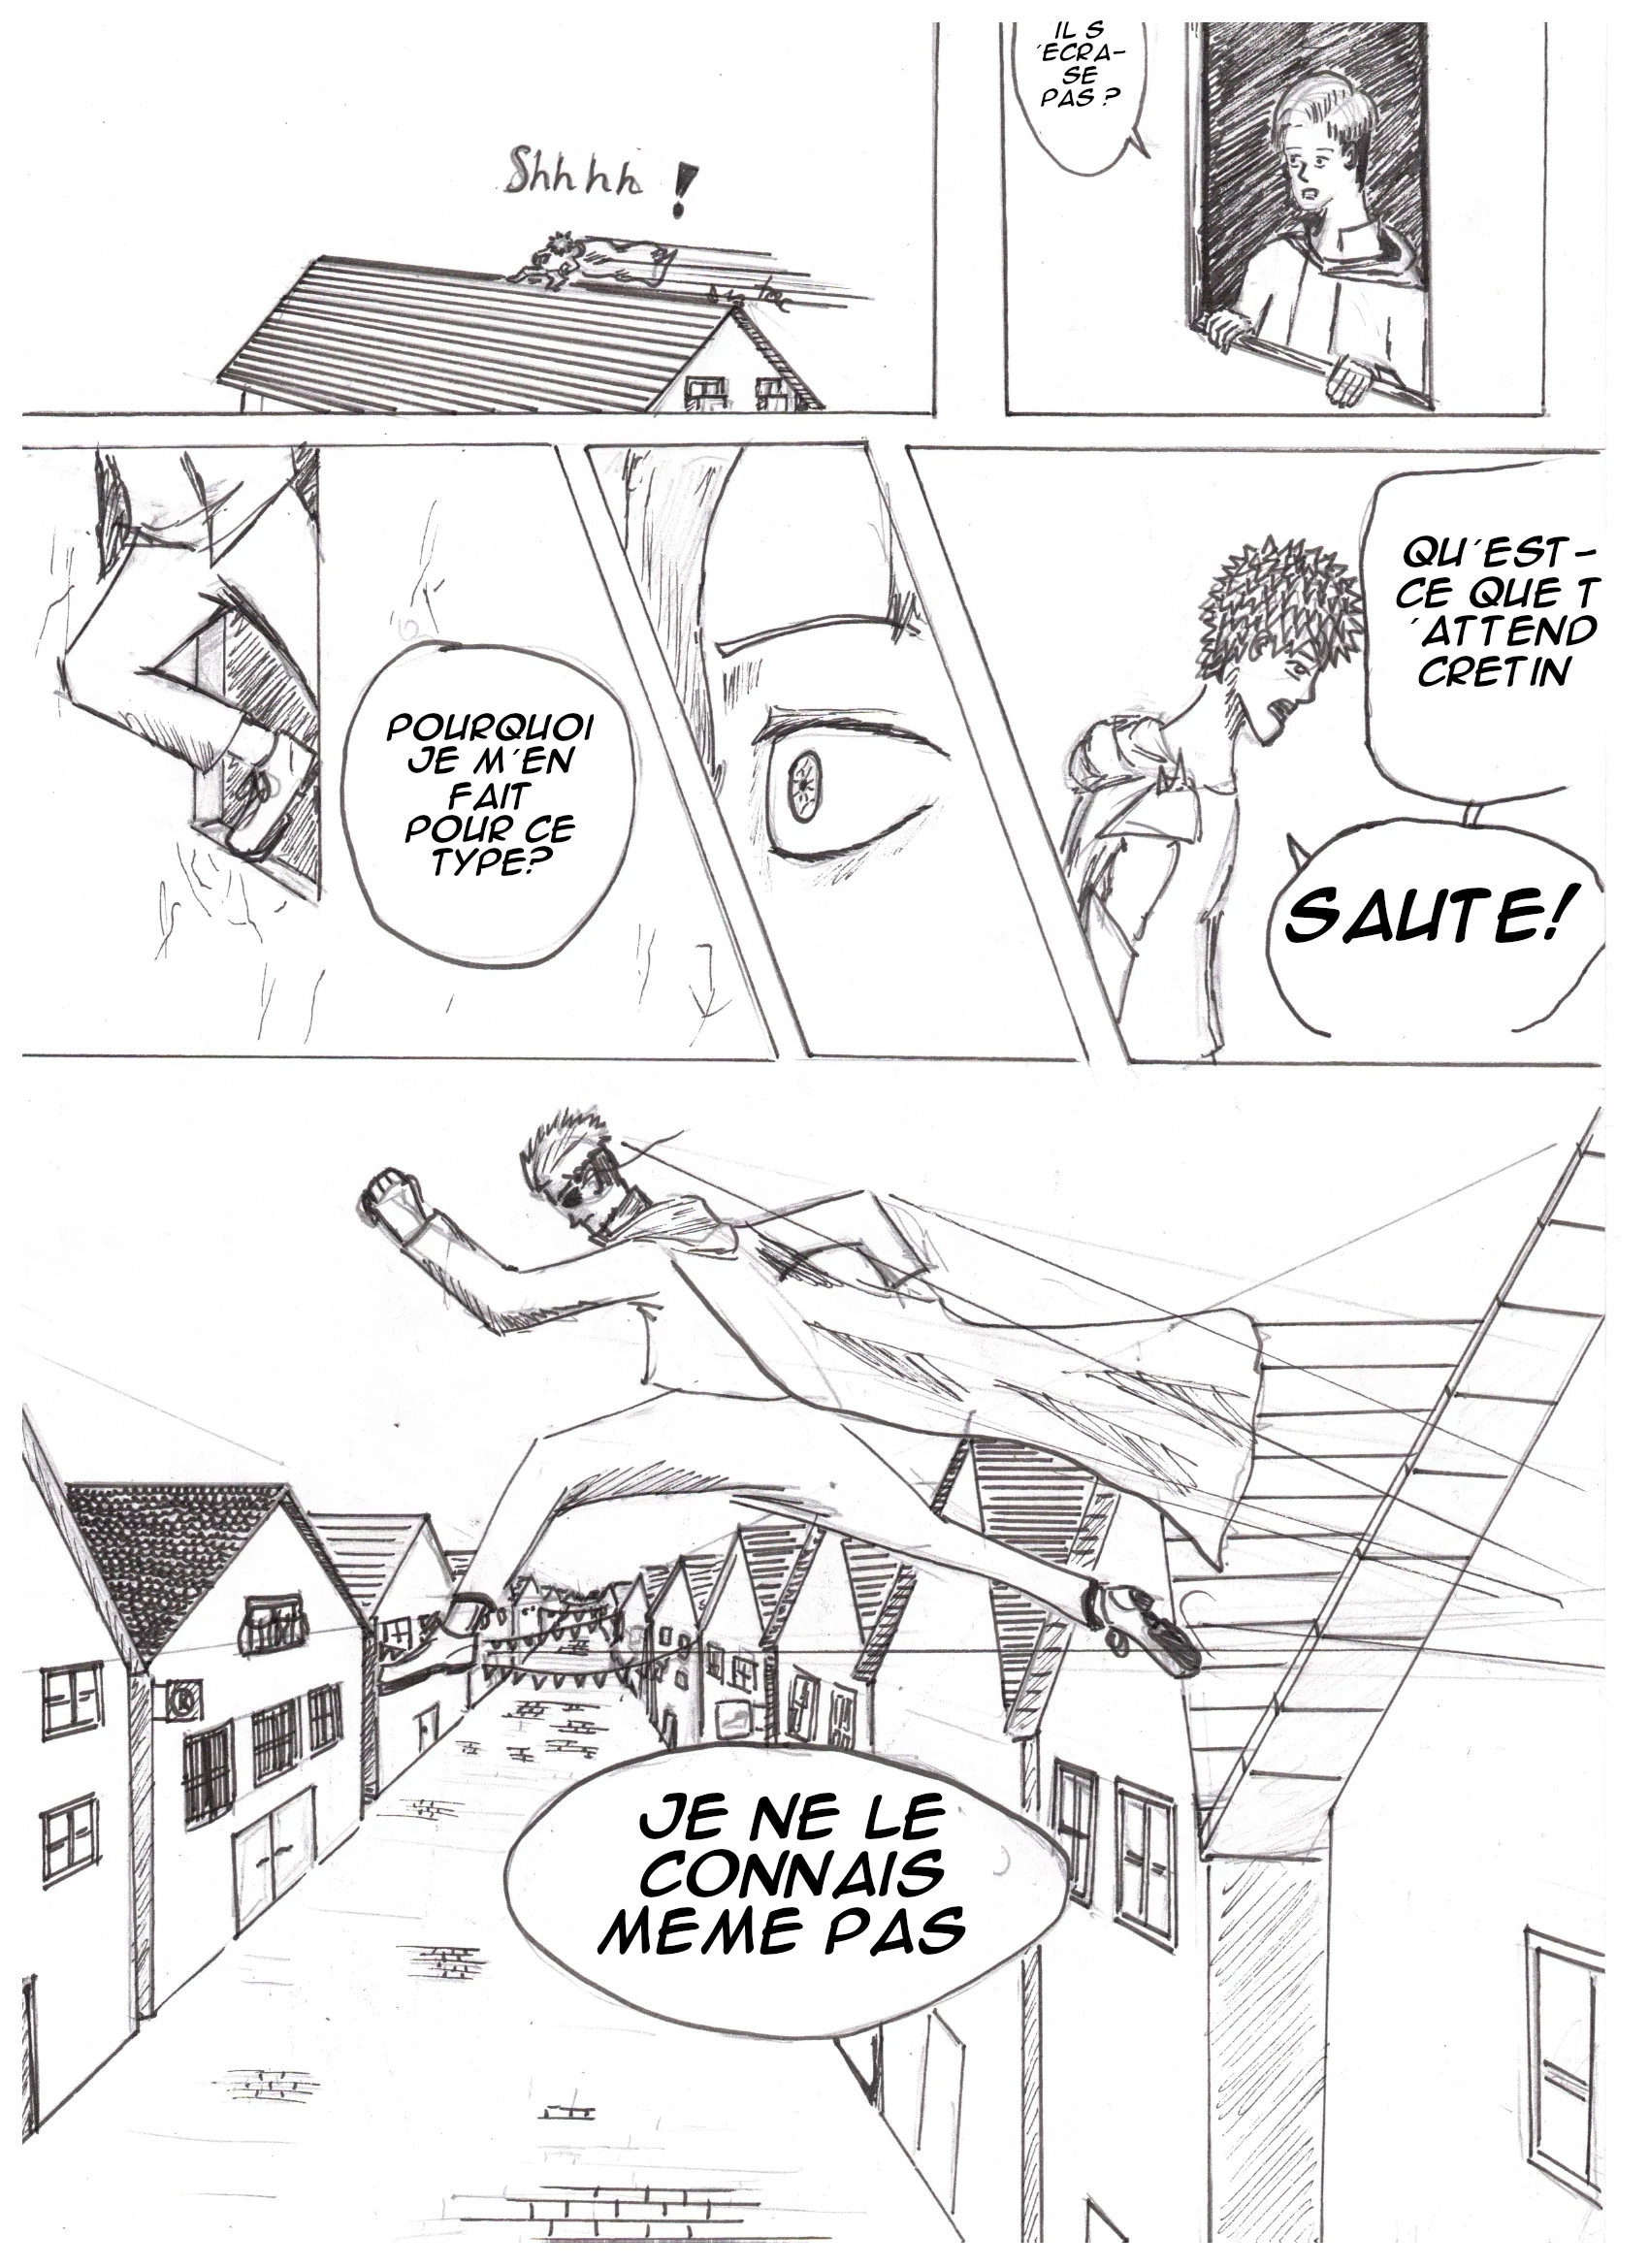 IL S
'ECRA-
SE
PAS?
Shhhh !
QU'EST-
CE QUE T
'ATTEND
CRETIN
SAUTE!
POURQUOI
JE M'EN
FAIT
POUR CE
TYPE?
JE NE LE
CONNAIS
MEME PAS